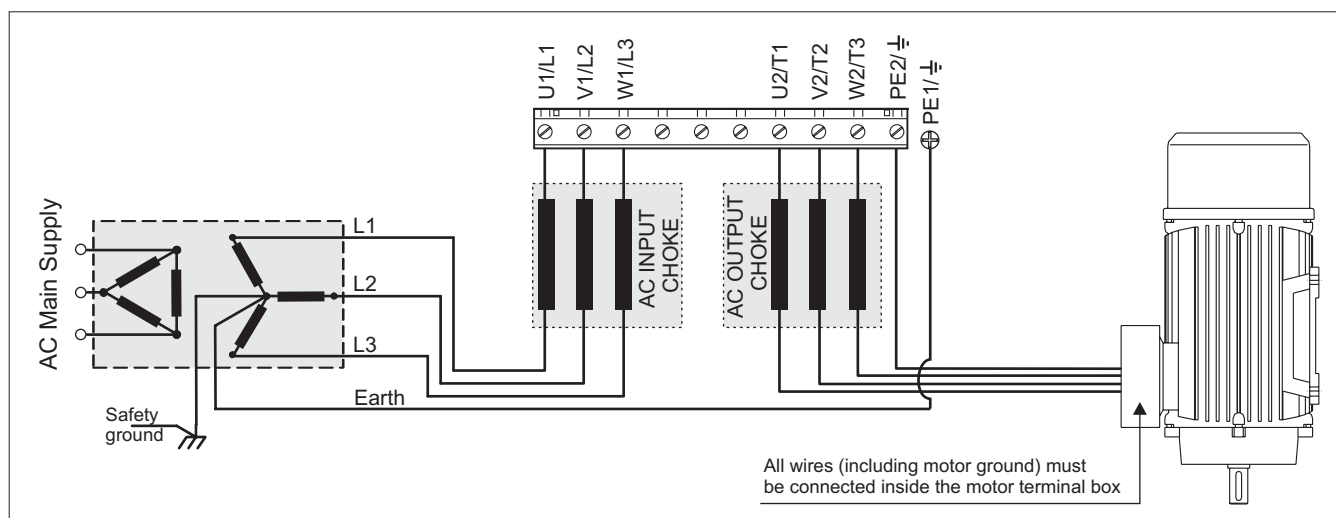 U1/L1
V1/L2
W1/L3
U2/T1
V2/T2
W2/T3
PE2/⏚
PE1/⏚
AC Main Supply
L1
L2
L3
Earth
Safety
ground
AC INPUT
CHOKE
AC OUTPUT
CHOKE
All wires (including motor ground) must
be connected inside the motor terminal box